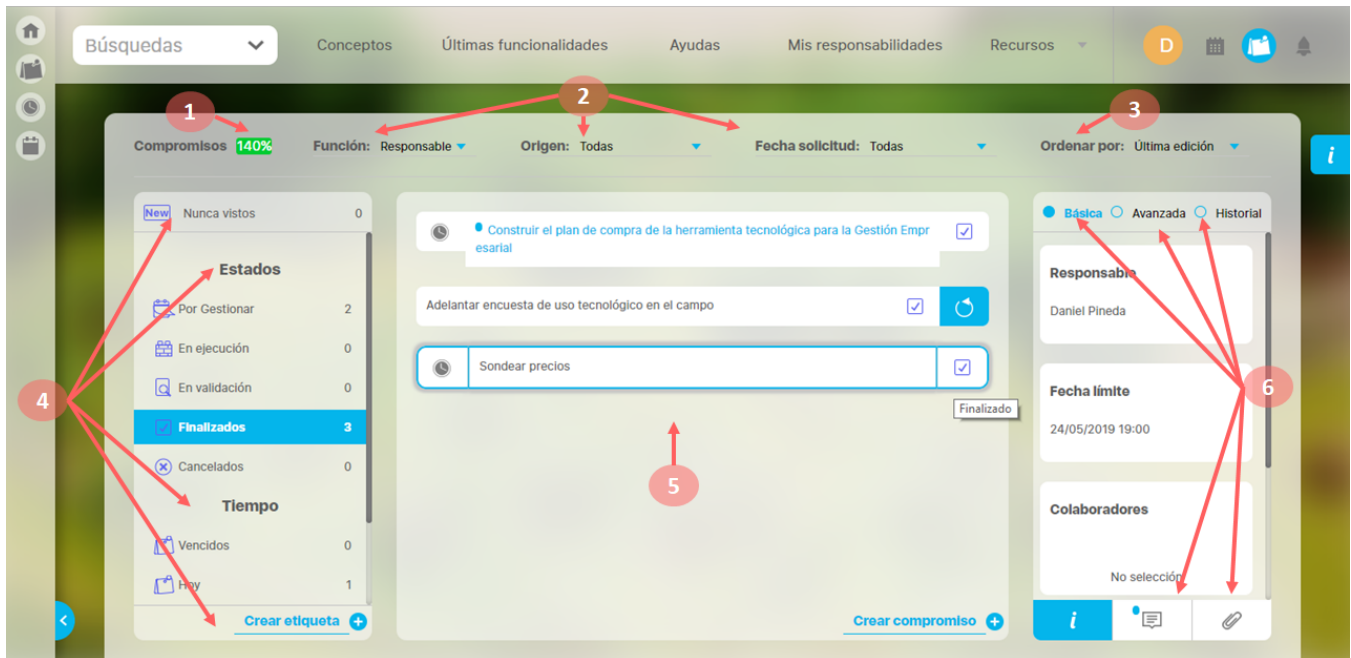 Búsquedas
Conceptos
Últimas funcionalidades
Ayudas
Mis responsabilidades
Recursos
D
1
2
3
Compromisos 140%
Función: Responsable
Origen: Todas
Fecha solicitud: Todas
Ordenar por: Última edición
i
New Nunca vistos 0
Estados
Por Gestionar 2
En ejecución 0
En validación 0
Finalizados 3
Cancelados 0
Tiempo
Vencidos 0
Hoy 1
Crear etiqueta
4
Construir el plan de compra de la herramienta tecnológica para la Gestión Empr
esarial
Adelantar encuesta de uso tecnológico en el campo
Sondear precios
Finalizado
5
Crear compromiso
Básica Avanzada Historial
Responsable
Daniel Pineda
Fecha límite
24/05/2019 19:00
6
Colaboradores
No selección
i